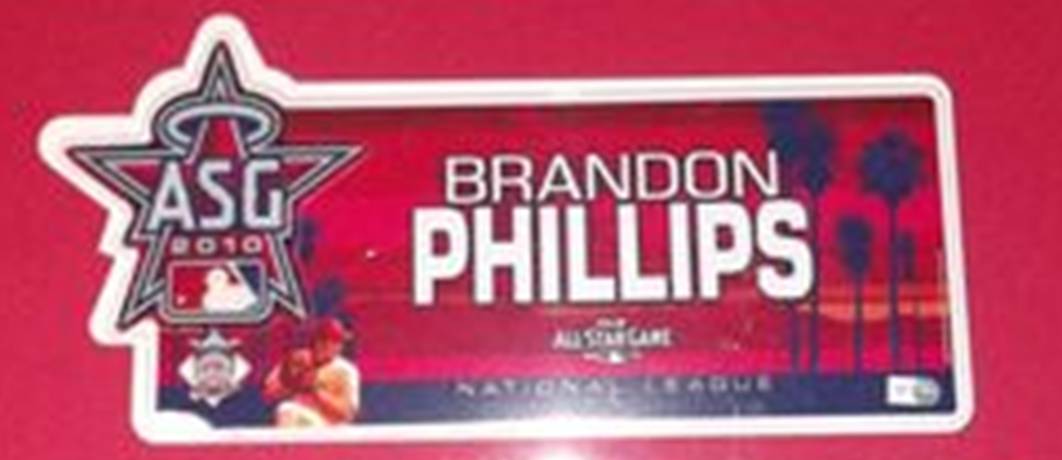 ASG
2010
BRANDON
PHILLIPS
ALL STAR GAME
NATIONAL LEAGUE